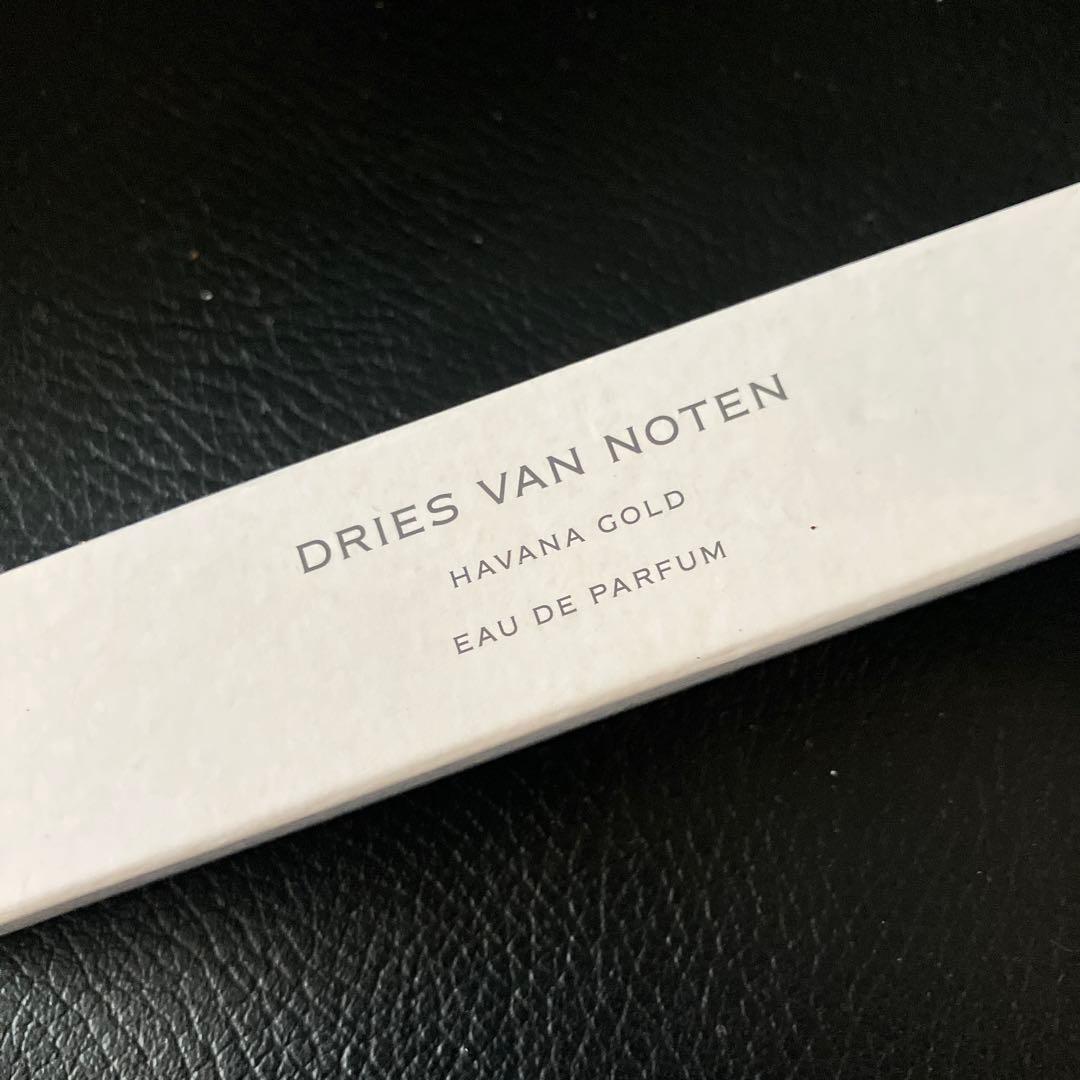 DRIES VAN NOTEN
HAVANA GOLD
EAU DE PARFUM